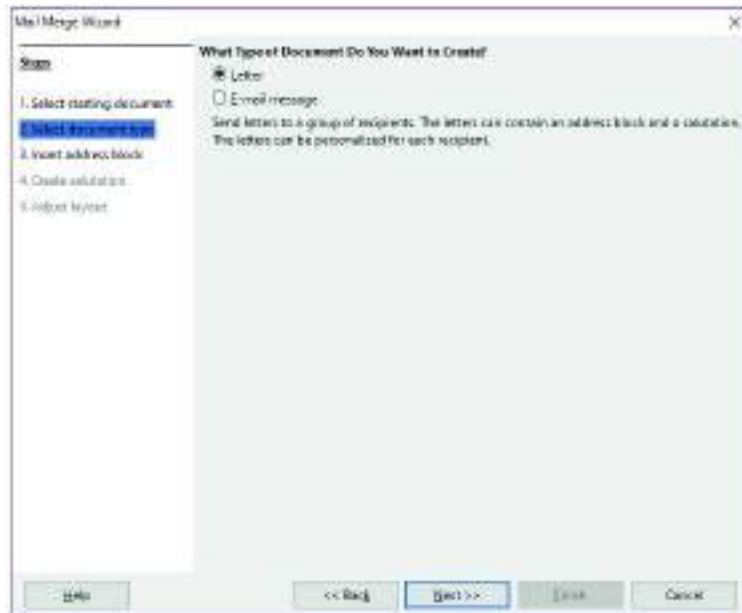 Mail Merge Wizard
Steps
1. Select starting document
2. Select document type
3. Insert address block
4. Create salutation
5. Adjust layout
What Type of Document Do You Want to Create?
Letter
E-mail message
Send letters to a group of recipients. The letters can contain an address block and a salutation.
The letters can be personalized for each recipient.
Help
<< Back
Next >>
Finish
Cancel